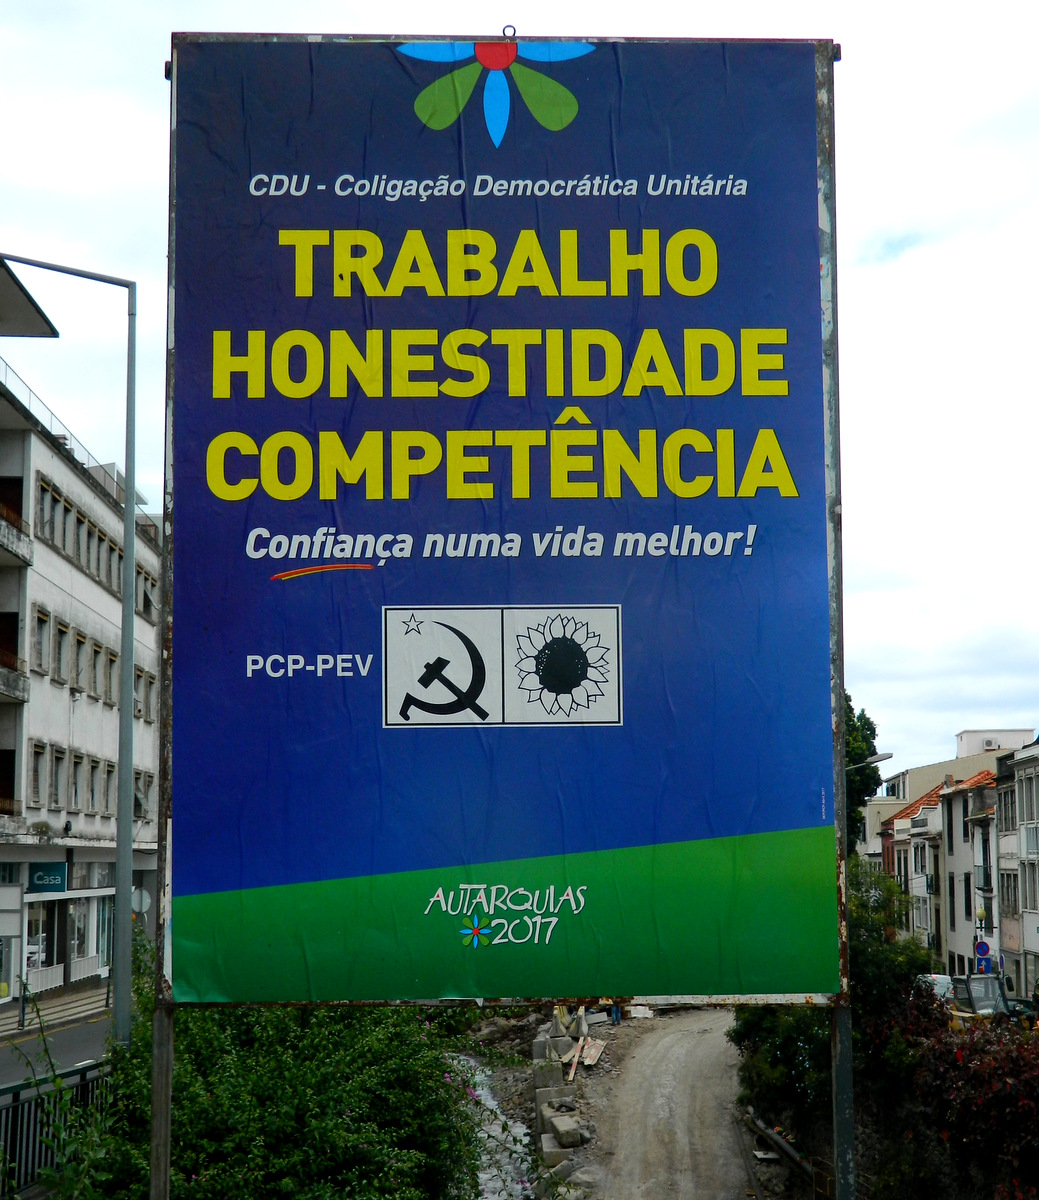 CDU - Coligação Democrática Unitária
TRABALHO
HONESTIDADE
COMPETÊNCIA
Confiança numa vida melhor!
PCP-PEV
AUTARQUIAS
2017
Casa